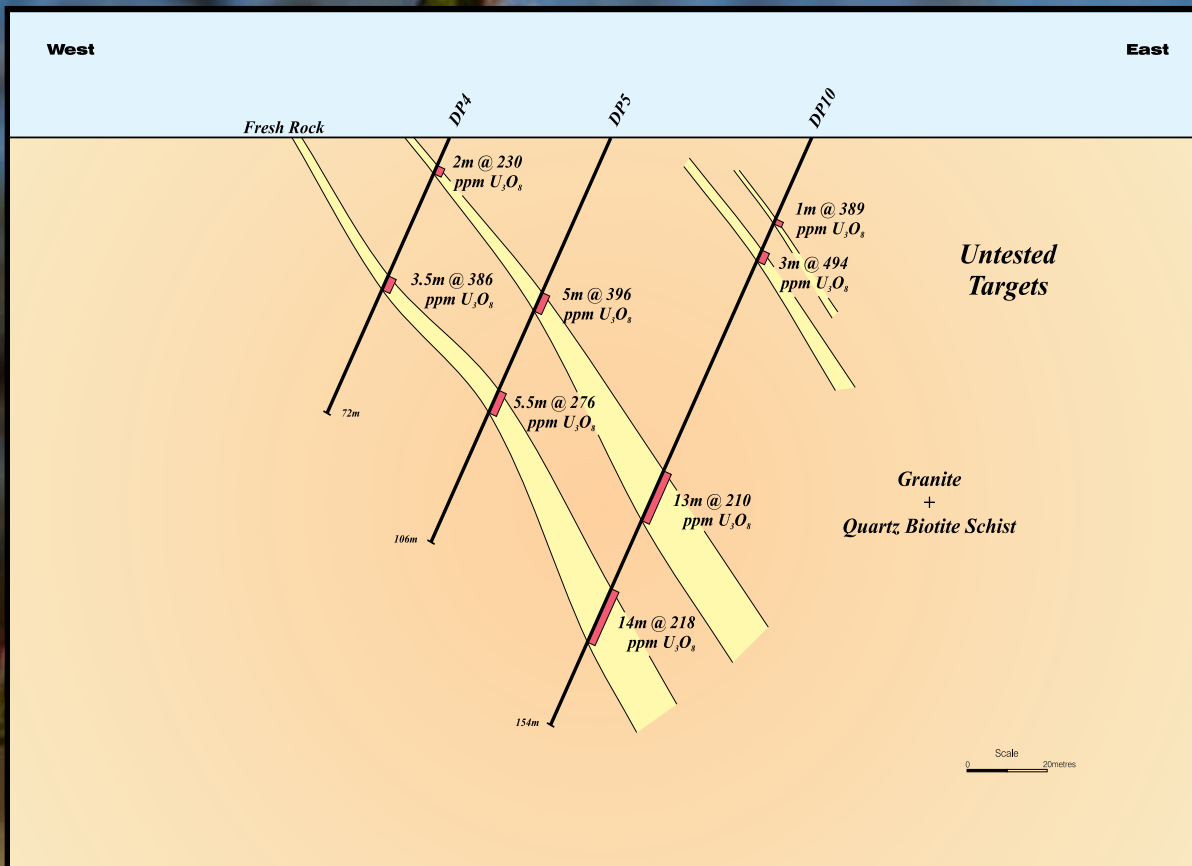 West
East
DP4
DP5
DP10
Fresh Rock
2m @ 230
ppm U₃O₈
1m @ 389
ppm U₃O₈
3m @ 494
ppm U₃O₈
Untested
Targets
3.5m @ 386
ppm U₃O₈
5m @ 396
ppm U₃O₈
5.5m @ 276
ppm U₃O₈
72m
Granite
+
Quartz Biotite Schist
13m @ 210
ppm U₃O₈
106m
14m @ 218
ppm U₃O₈
154m
Scale
0 20metres